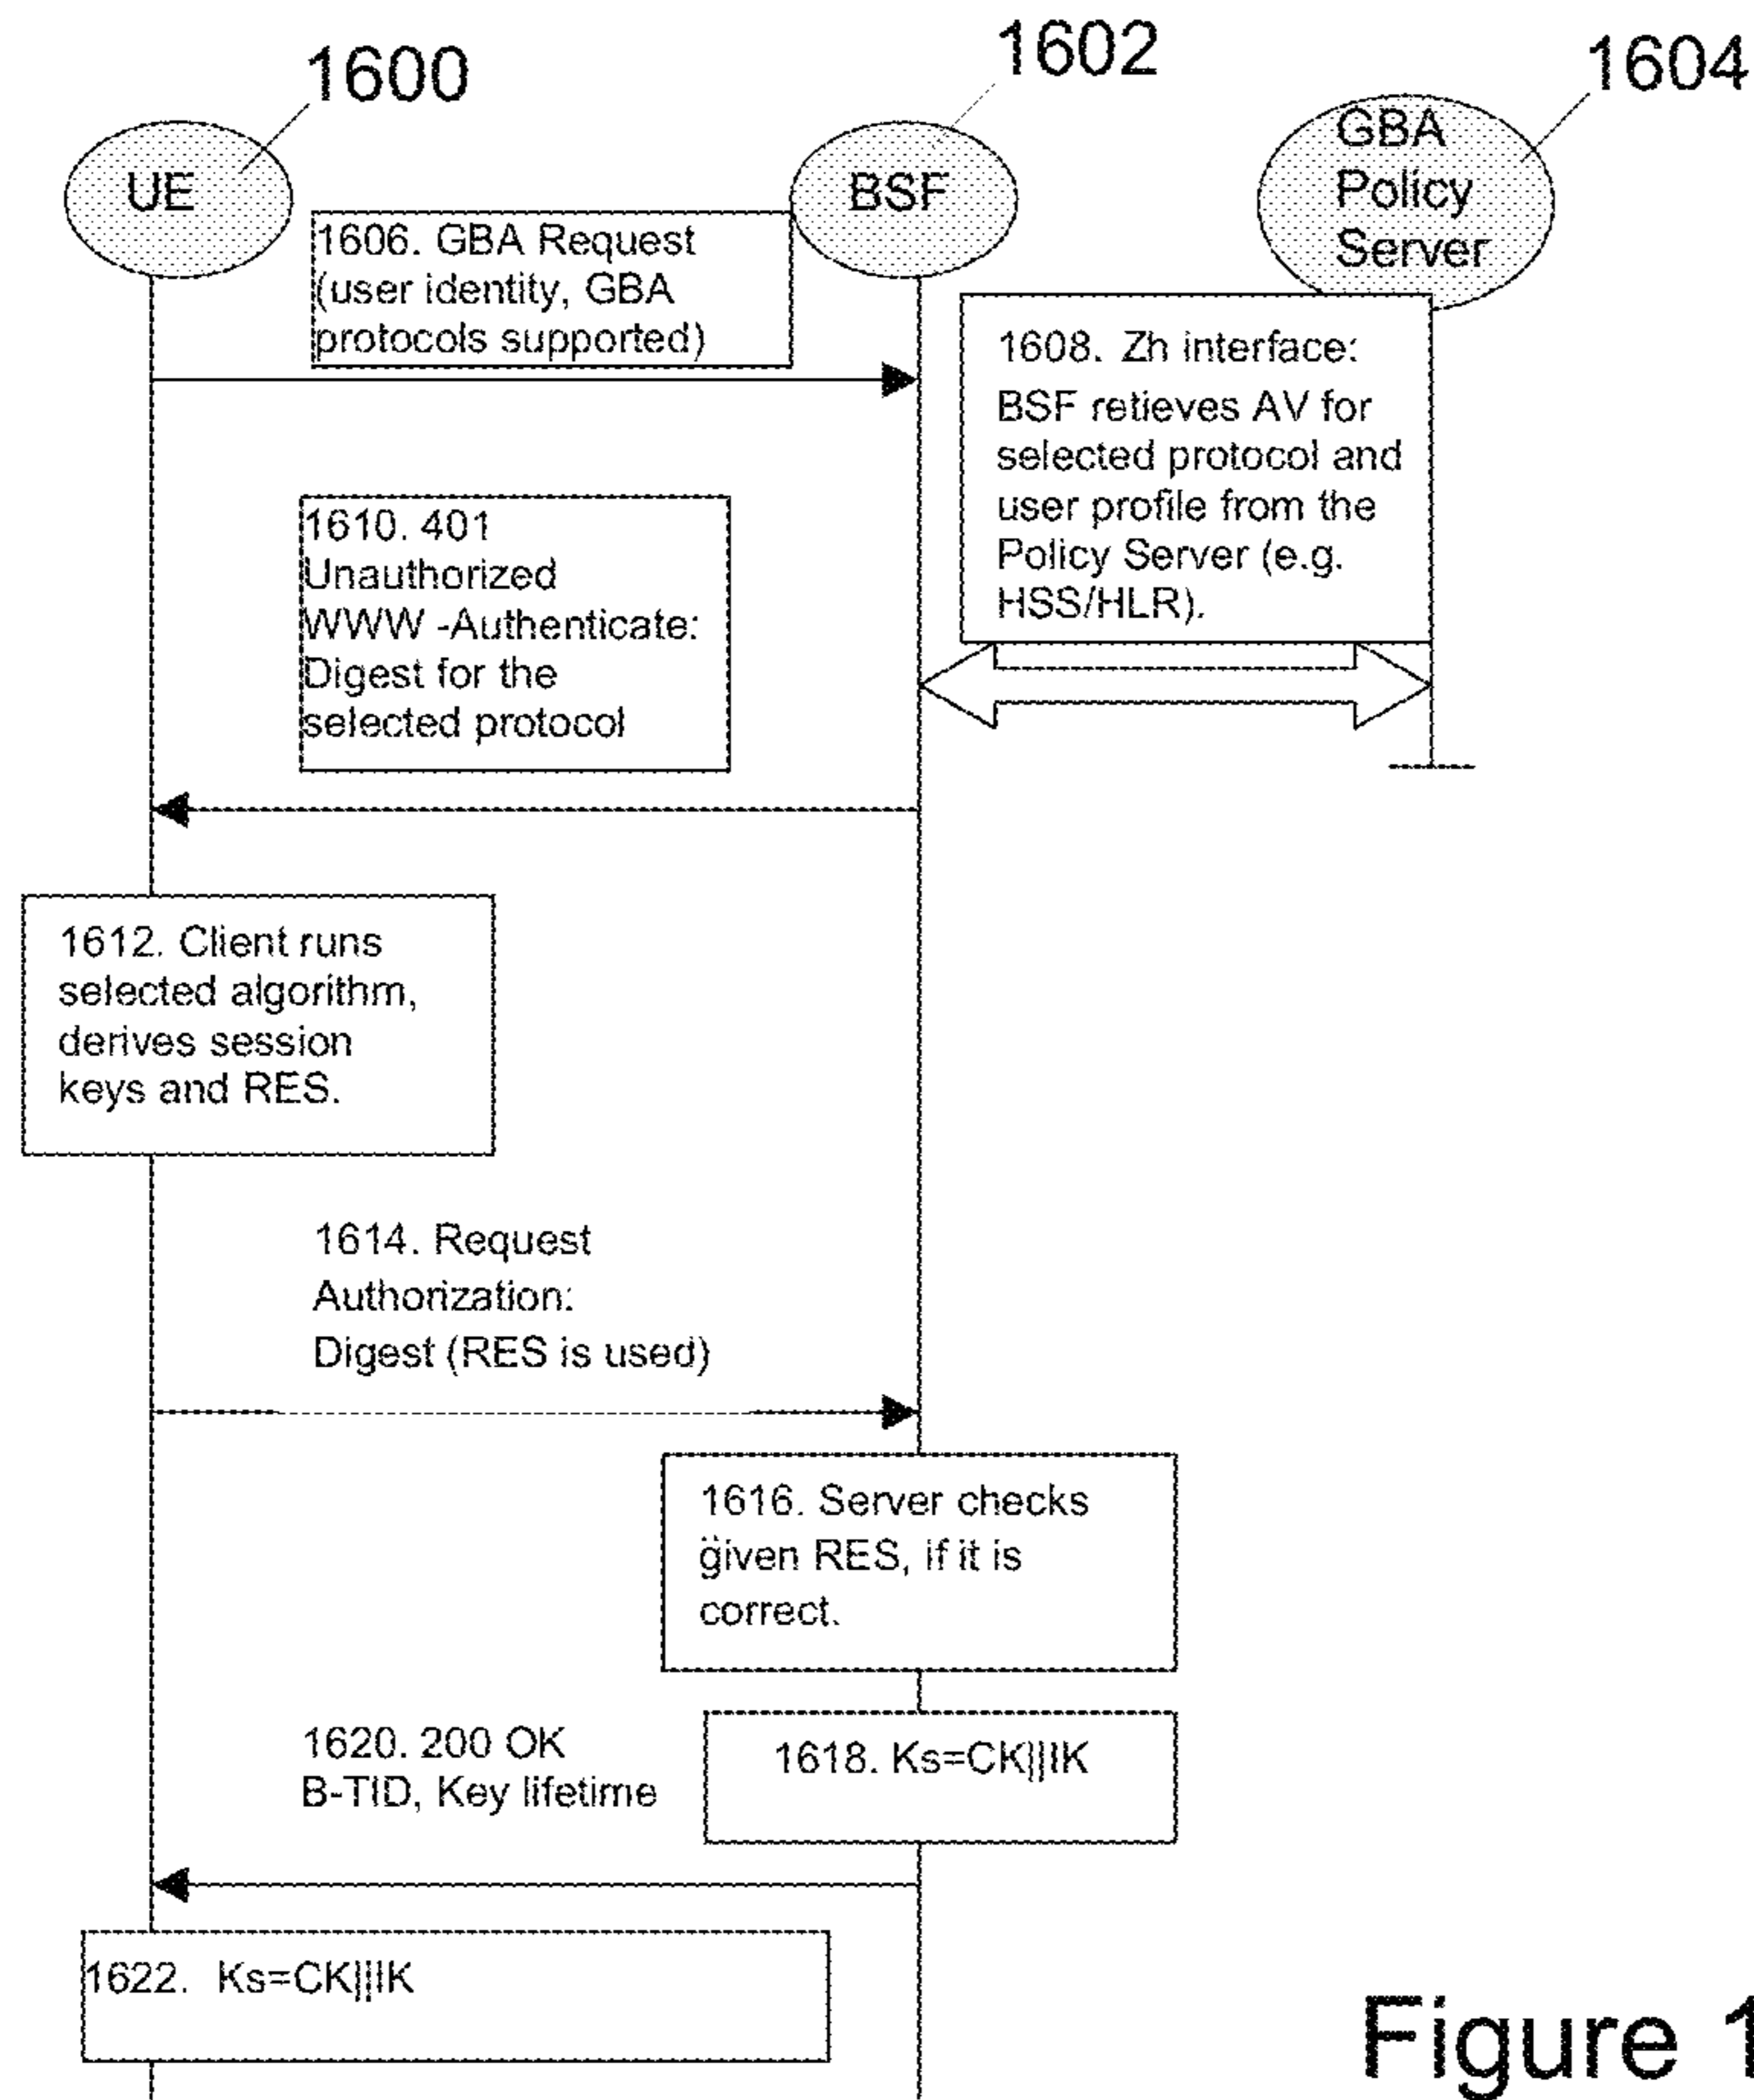 1600
1602
1604
UE
BSF
GBA
Policy
Server
1606. GBA Request
(user identity, GBA
protocols supported)
1608. Zh interface:
BSF retieves AV for
selected protocol and
user profile from the
Policy Server (e.g.
HSS/HLR).
1610. 401
Unauthorized
WWW -Authenticate:
Digest for the
selected protocol
1612. Client runs
selected algorithm,
derives session
keys and RES.
1614. Request
Authorization:
Digest (RES is used)
1616. Server checks
given RES, if it is
correct.
1618. Ks=CK||IK
1620. 200 OK
B-TID, Key lifetime
1622. Ks=CK||IK
Figure 1